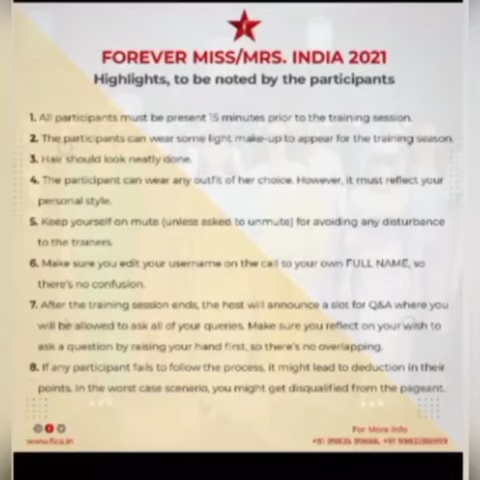 FOREVER MISS/MRS. INDIA 2021
Highlights, to be noted by the participants
1. All participants must be present 15 minutes prior to the training session.
2. The participants can wear some light make-up to appear for the training season.
3. Hair should look neatly done.
4. The participant can wear any outfit of her choice. However, it must reflect your
personal style.
5. Keep yourself on mute (unless asked to unmute) for avoiding any disturbance
to the trainers.
6. Make sure you edit your username on the call to your own FULL NAME, so
there's no confusion.
7. After the training session ends, the host will announce a slot for Q&A where you
will be allowed to ask all of your queries. Make sure you reflect on your wish to
ask a question by raising your hand first, so there's no overlapping.
8. If any participant fails to follow the process, it might lead to deduction in their
points. In the worst case scenario, you might get disqualified from the pageant.
For More Info
www.fsia.in